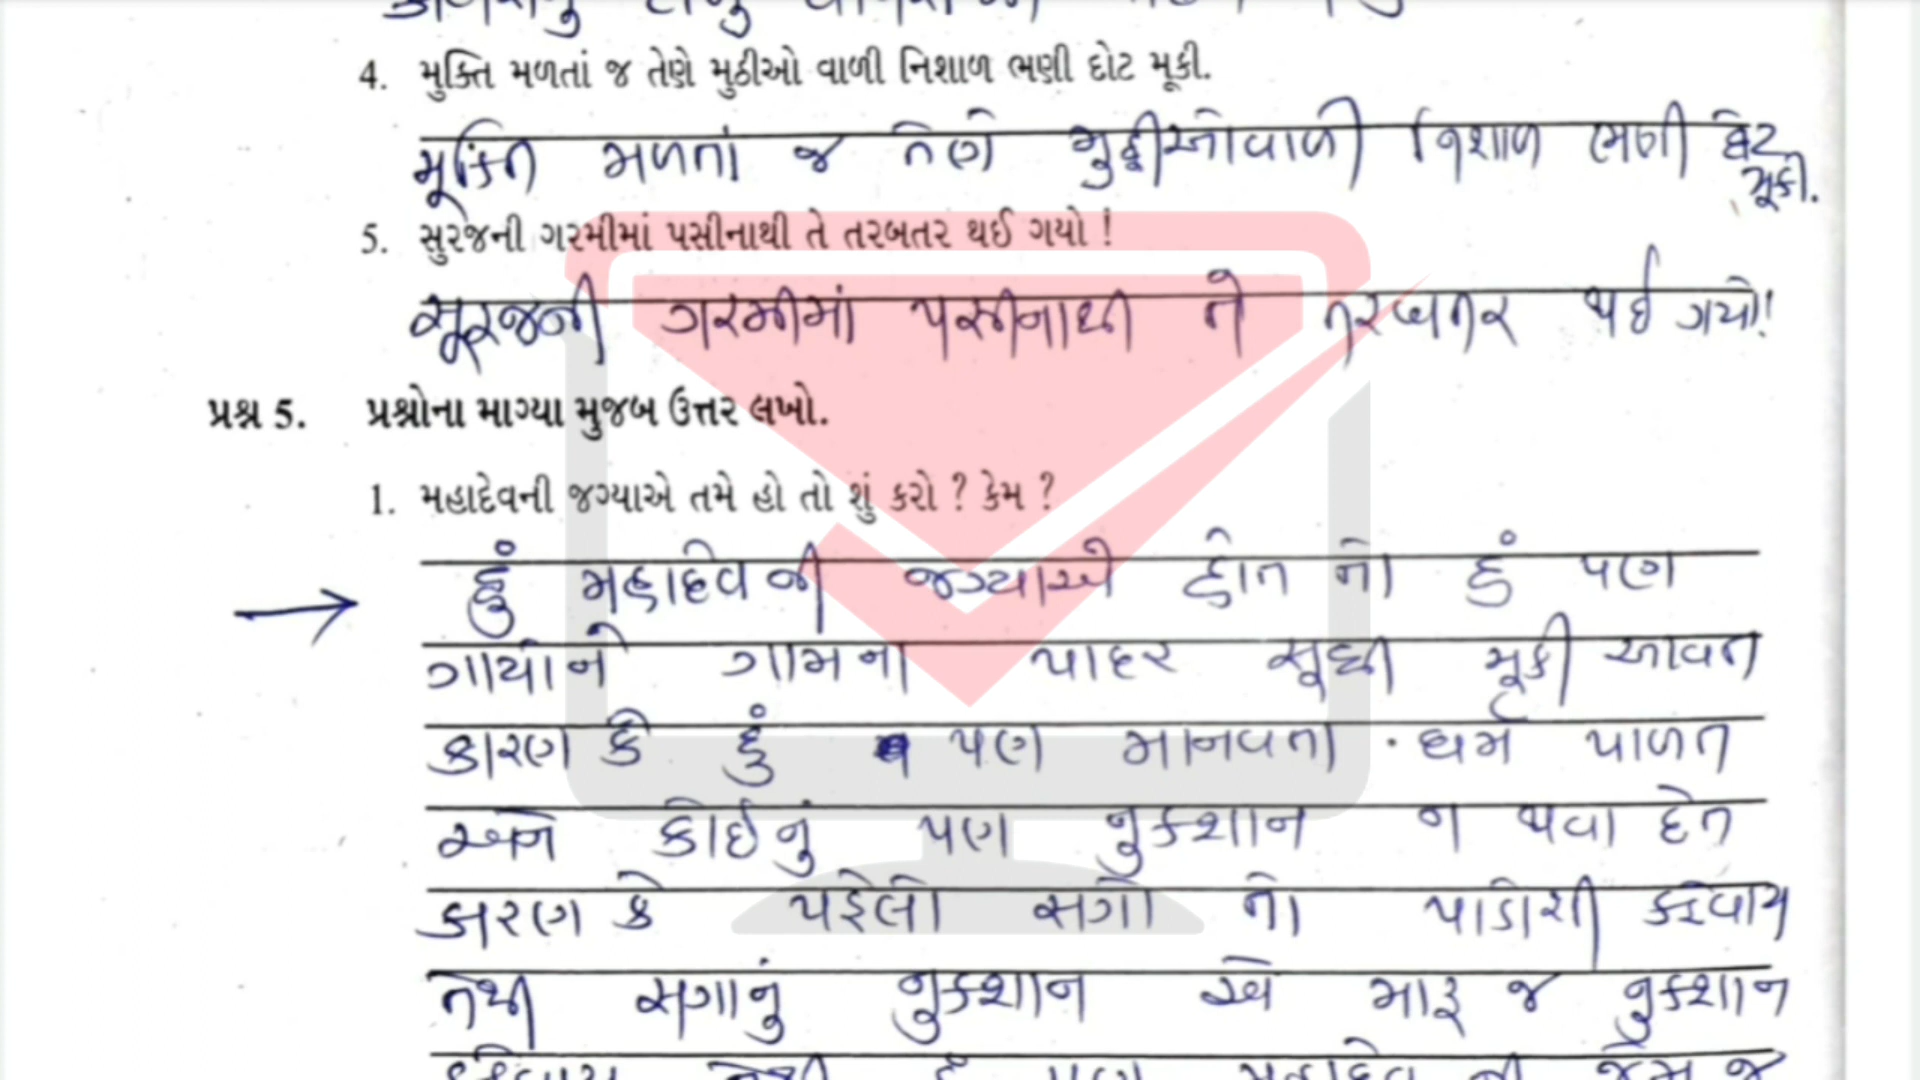 4. મુક્તિ મળતાં જ તેણે મુઠીઓ વાળી નિશાળ ભણી દોટ મૂકી.
મૂક્તિ મળતાં જ તેણે મુઠ્ઠીઓવાળી નિશાળ ભણી દોટ
મૂકી.
5. સુરજની ગરમીમાં પસીનાથી તે તરબતર થઈ ગયો !
સૂરજની ગરમીમાં પસીનાથી તે તરબતર થઈ ગયો!
પ્રશ્ન 5. પ્રશ્નોના માગ્યા મુજબ ઉત્તર લખો.
1. મહાદેવની જગ્યાએ તમે હો તો શું કરો ? કેમ ?
હું મહાદેવની જગ્યાએ હોત તો હું પણ
ગાયોને ગામના પાદર સૂધી મૂકી આવત
કારણ કે હું પણ માનવતા ધર્મ પાળત
અને કોઈનું પણ નુકશાન ન થવા દેત
કારણ કે પહેલો સગો તો પાડોશી કહેવાય
તેથી સગાનું નુકશાન એ મારૂ જ નુકશાન